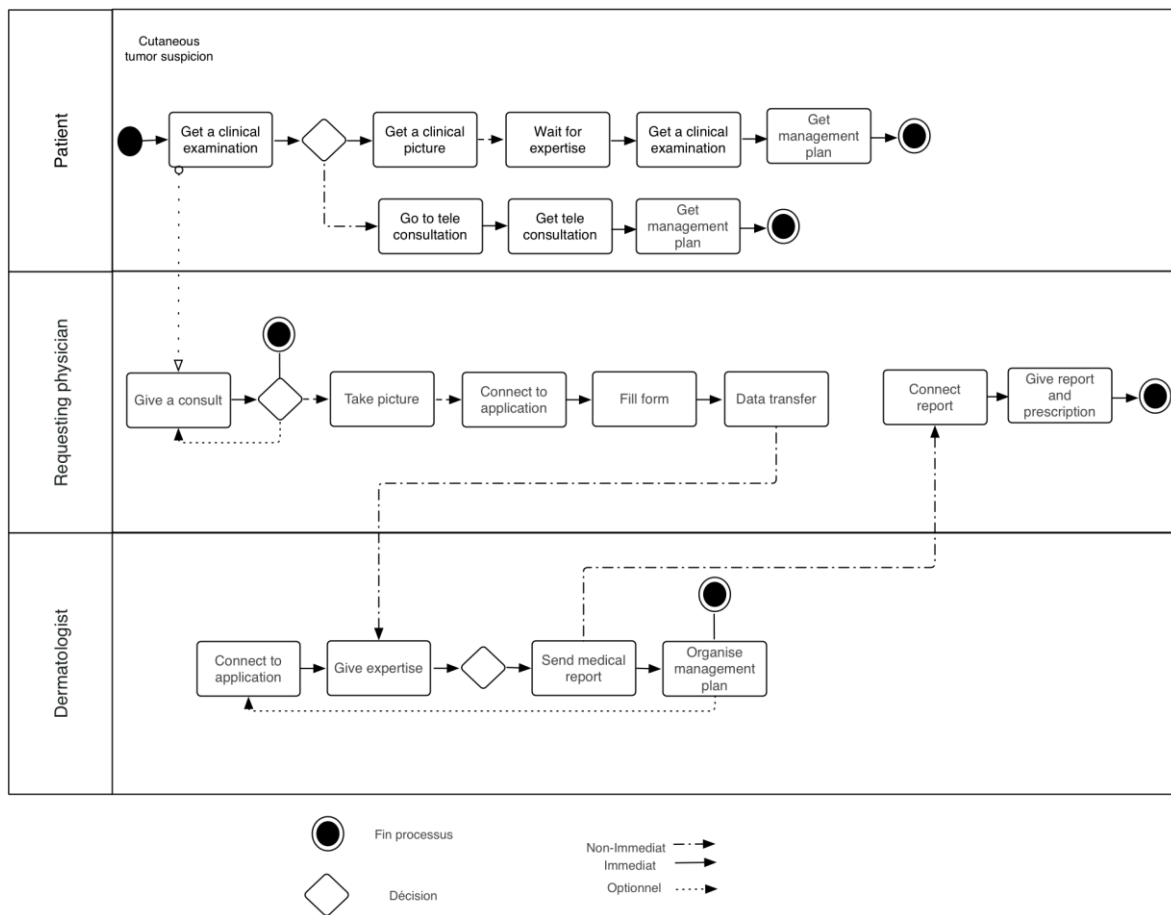 Cutaneous
tumor suspicion
Patient
Get a clinical
examination
Get a clinical
picture
Wait for
expertise
Get a clinical
examination
Get
management
plan
Go to tele
consultation
Get tele
consultation
Get
management
plan
Requesting physician
Give a consult
Take picture
Connect to
application
Fill form
Data transfer
Connect
report
Give report
and
prescription
Dermatologist
Connect to
application
Give expertise
Send medical
report
Organise
management
plan
Fin processus
Décision
Non-Immediat
Immediat
Optionnel